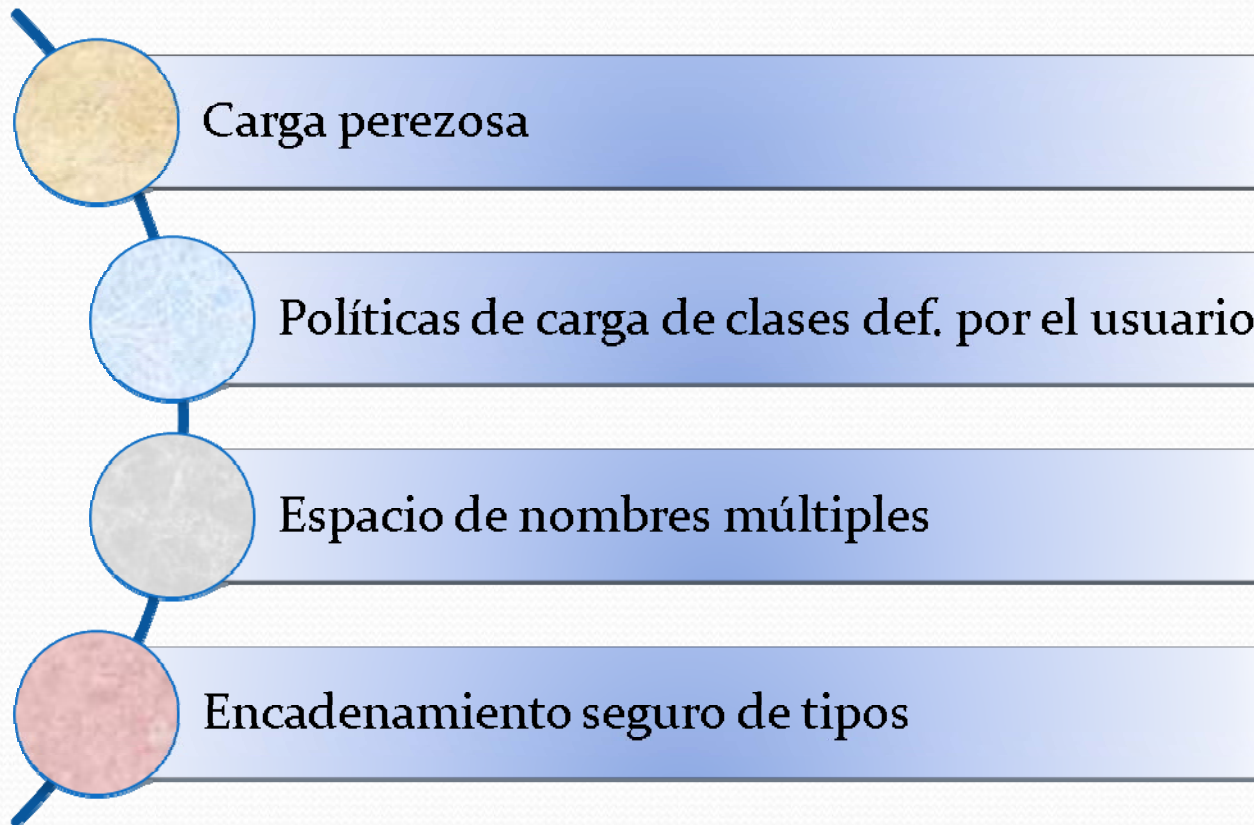 Carga perezosa
Políticas de carga de clases def. por el usuario
Espacio de nombres múltiples
Encadenamiento seguro de tipos